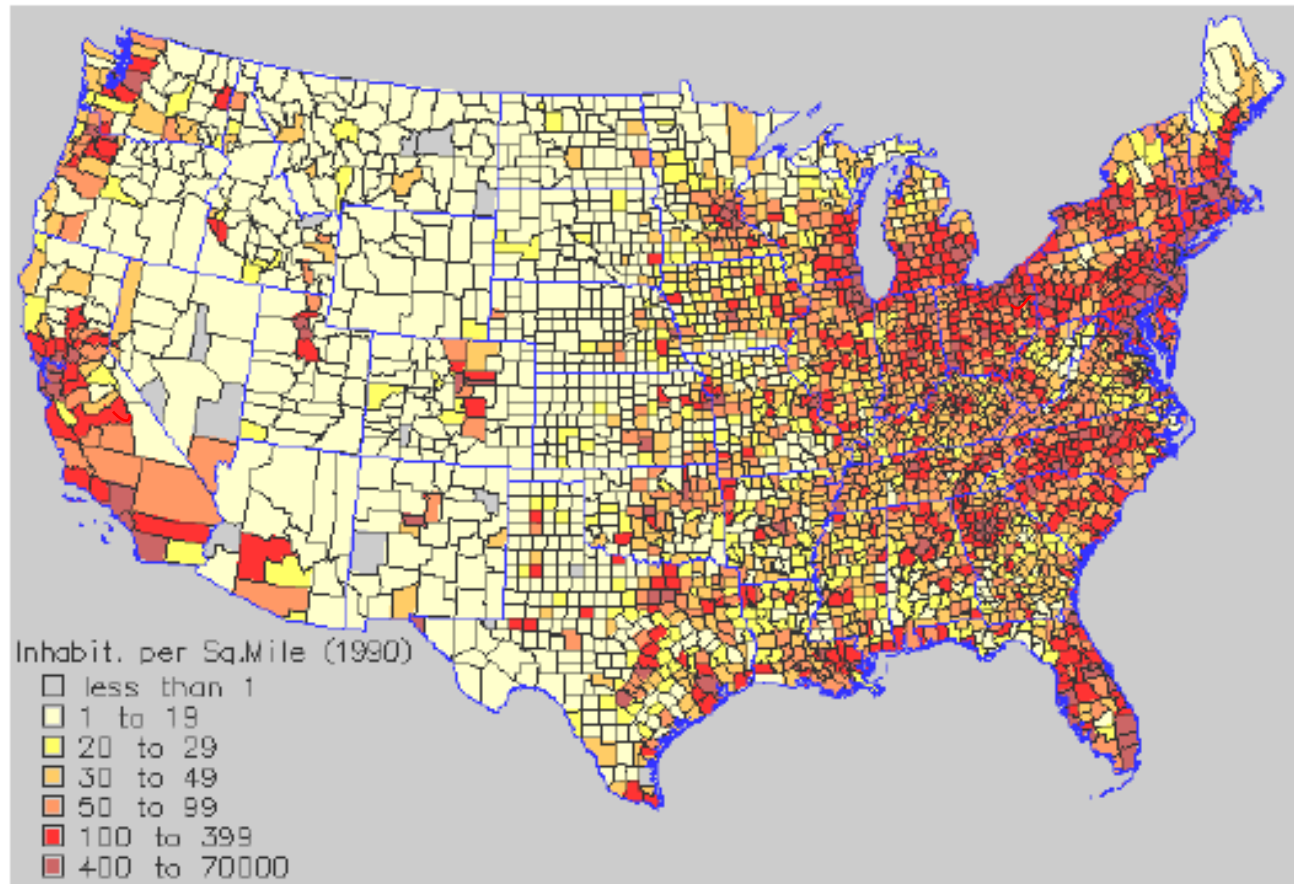 Inhabit. per Sq.Mile (1990)
less than 1
1 to 19
20 to 29
30 to 49
50 to 99
100 to 399
400 to 70000